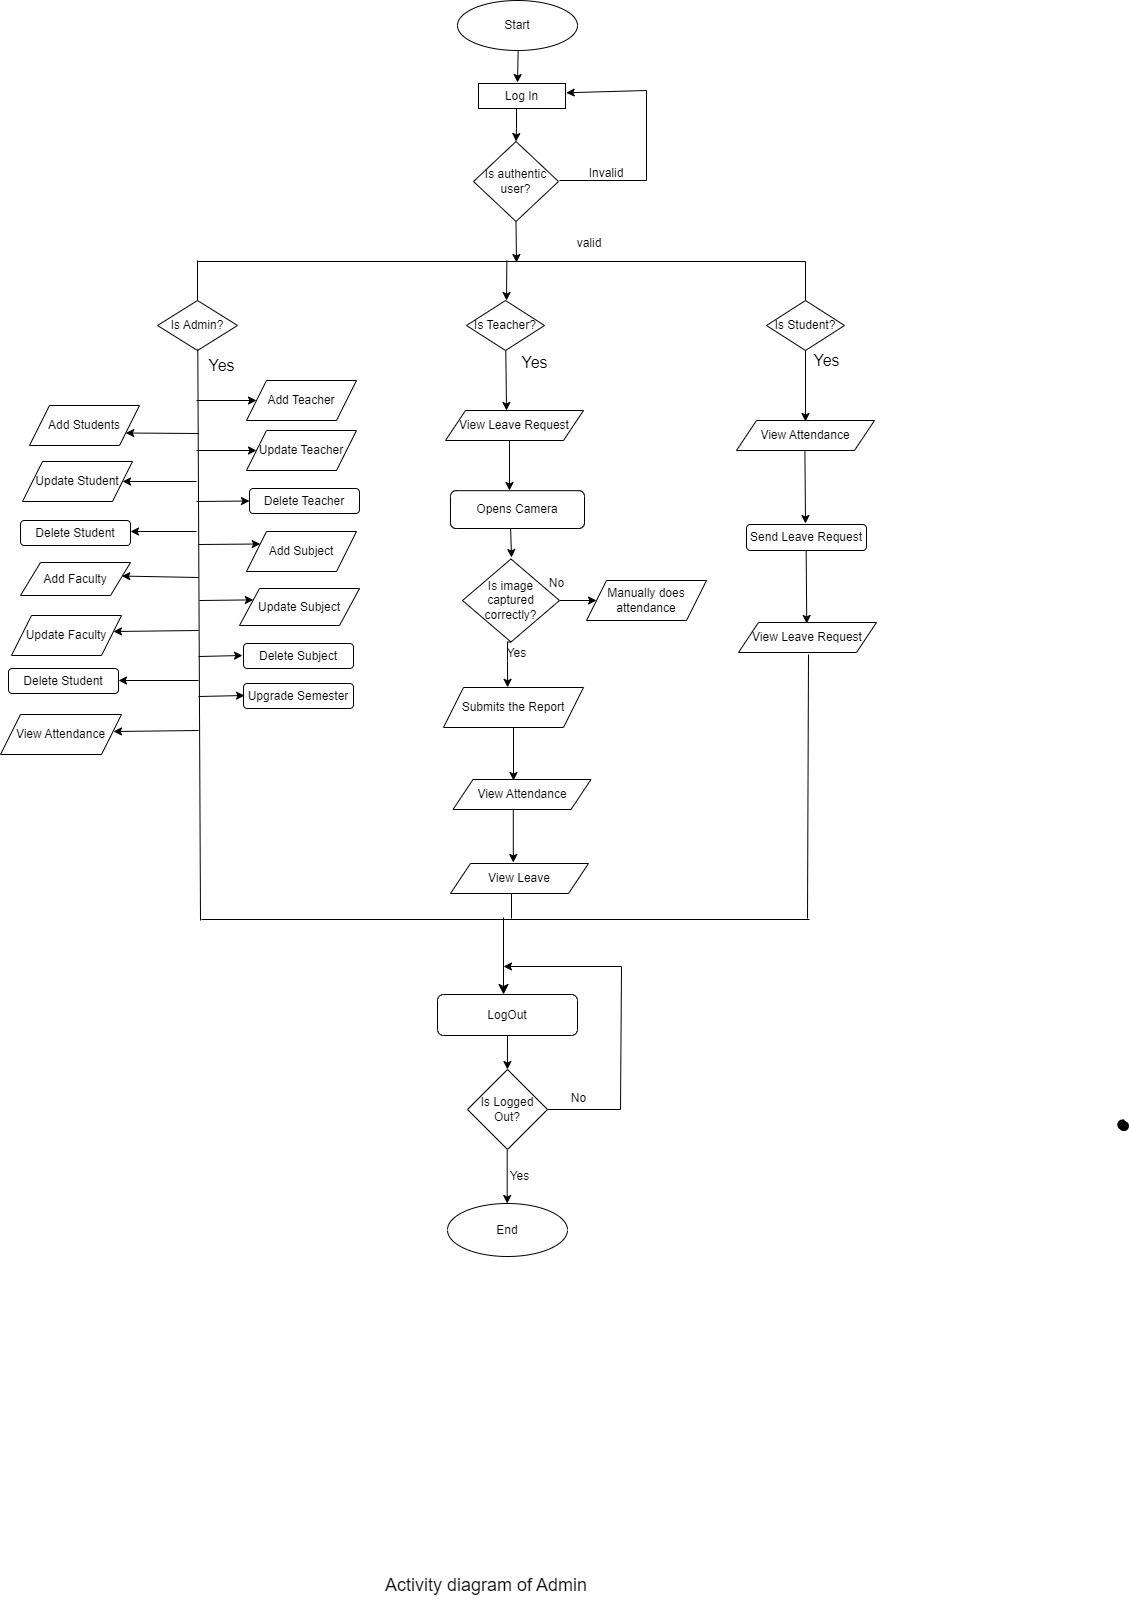 Start
Log In
Is authentic
user?
Invalid
valid
Is Admin?
Is Teacher?
Is Student?
Yes
Yes
Yes
Add Teacher
Add Students
Update Teacher
Update Student
Delete Teacher
Delete Student
Add Subject
Add Faculty
Update Subject
Update Faculty
Delete Subject
Delete Student
Upgrade Semester
View Attendance
View Leave Request
Opens Camera
Is image
captured
correctly?
No
Manually does
attendance
Yes
Submits the Report
View Attendance
View Leave
View Attendance
Send Leave Request
View Leave Request
LogOut
Is Logged
Out?
No
Yes
End
Activity diagram of Admin